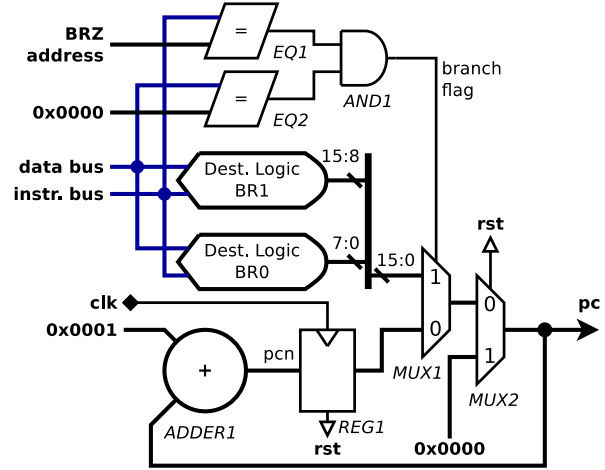 BRZ
address
=
EQ1
branch
flag
AND1
0x0000
=
EQ2
15:8
data bus
Dest. Logic
BR1
instr. bus
rst
7:0
Dest. Logic
BR0
15:0
1
clk
0
pc
0x0001
0
pcn
1
+
MUX1
MUX2
ADDER1
REG1
rst
0x0000